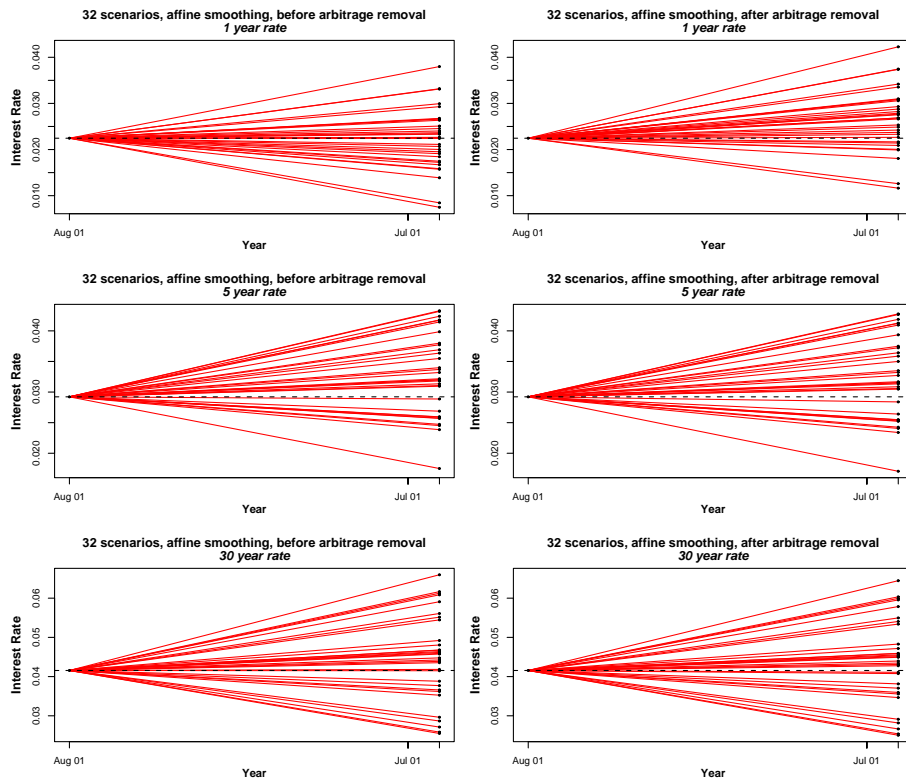 32 scenarios, affine smoothing, before arbitrage removal
1 year rate
Interest Rate
0.040
0.030
0.020
0.010
Aug 01
Jul 01
Year
32 scenarios, affine smoothing, after arbitrage removal
1 year rate
Interest Rate
0.040
0.030
0.020
0.010
Aug 01
Jul 01
Year
32 scenarios, affine smoothing, before arbitrage removal
5 year rate
Interest Rate
0.040
0.030
0.020
Aug 01
Jul 01
Year
32 scenarios, affine smoothing, after arbitrage removal
5 year rate
Interest Rate
0.040
0.030
0.020
Aug 01
Jul 01
Year
32 scenarios, affine smoothing, before arbitrage removal
30 year rate
Interest Rate
0.06
0.05
0.04
0.03
Aug 01
Jul 01
Year
32 scenarios, affine smoothing, after arbitrage removal
30 year rate
Interest Rate
0.06
0.05
0.04
0.03
Aug 01
Jul 01
Year